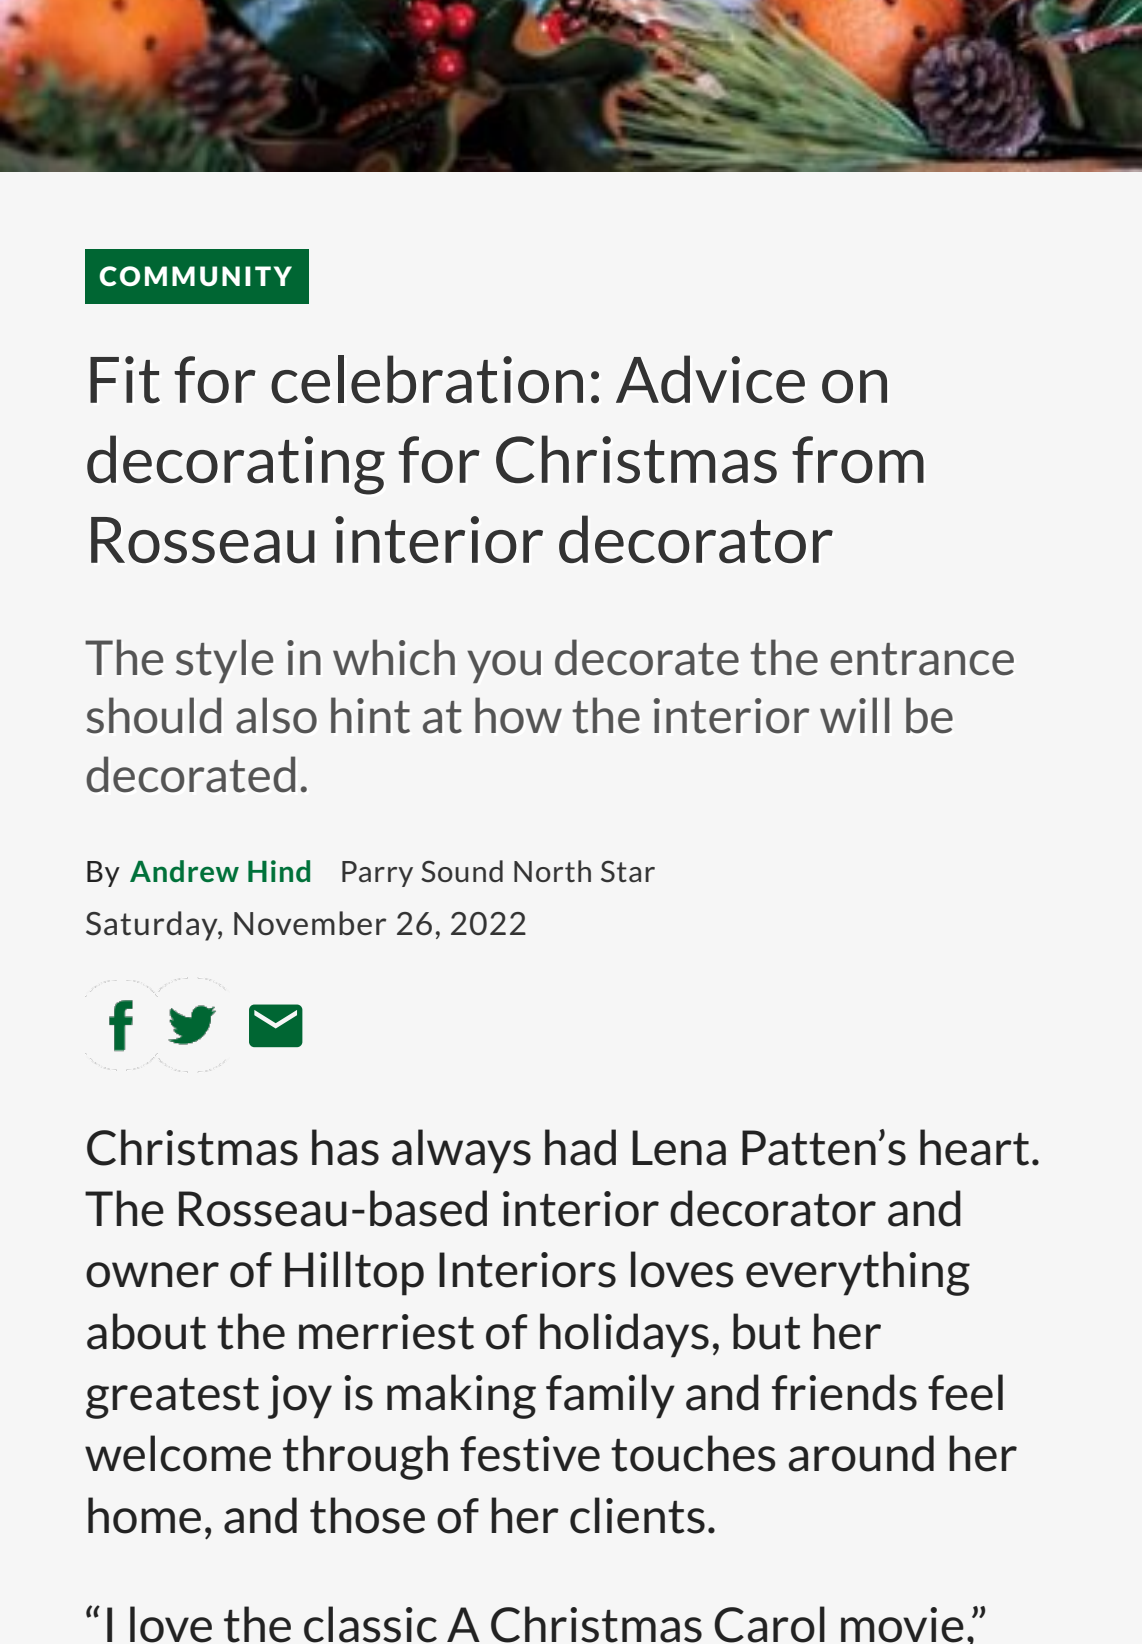 COMMUNITY
Fit for celebration: Advice on
decorating for Christmas from
Rosseau interior decorator
The style in which you decorate the entrance
should also hint at how the interior will be
decorated.
By Andrew Hind Parry Sound North Star
Saturday, November 26, 2022
Christmas has always had Lena Patten’s heart.
The Rosseau-based interior decorator and
owner of Hilltop Interiors loves everything
about the merriest of holidays, but her
greatest joy is making family and friends feel
welcome through festive touches around her
home, and those of her clients.
“I love the classic A Christmas Carol movie,”